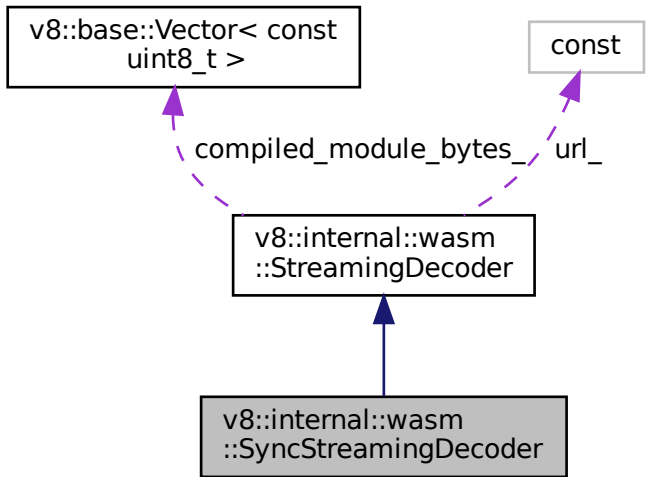 v8::base::Vector< const
uint8_t >
const
compiled_module_bytes_
url_
v8::internal::wasm
::StreamingDecoder
v8::internal::wasm
::SyncStreamingDecoder